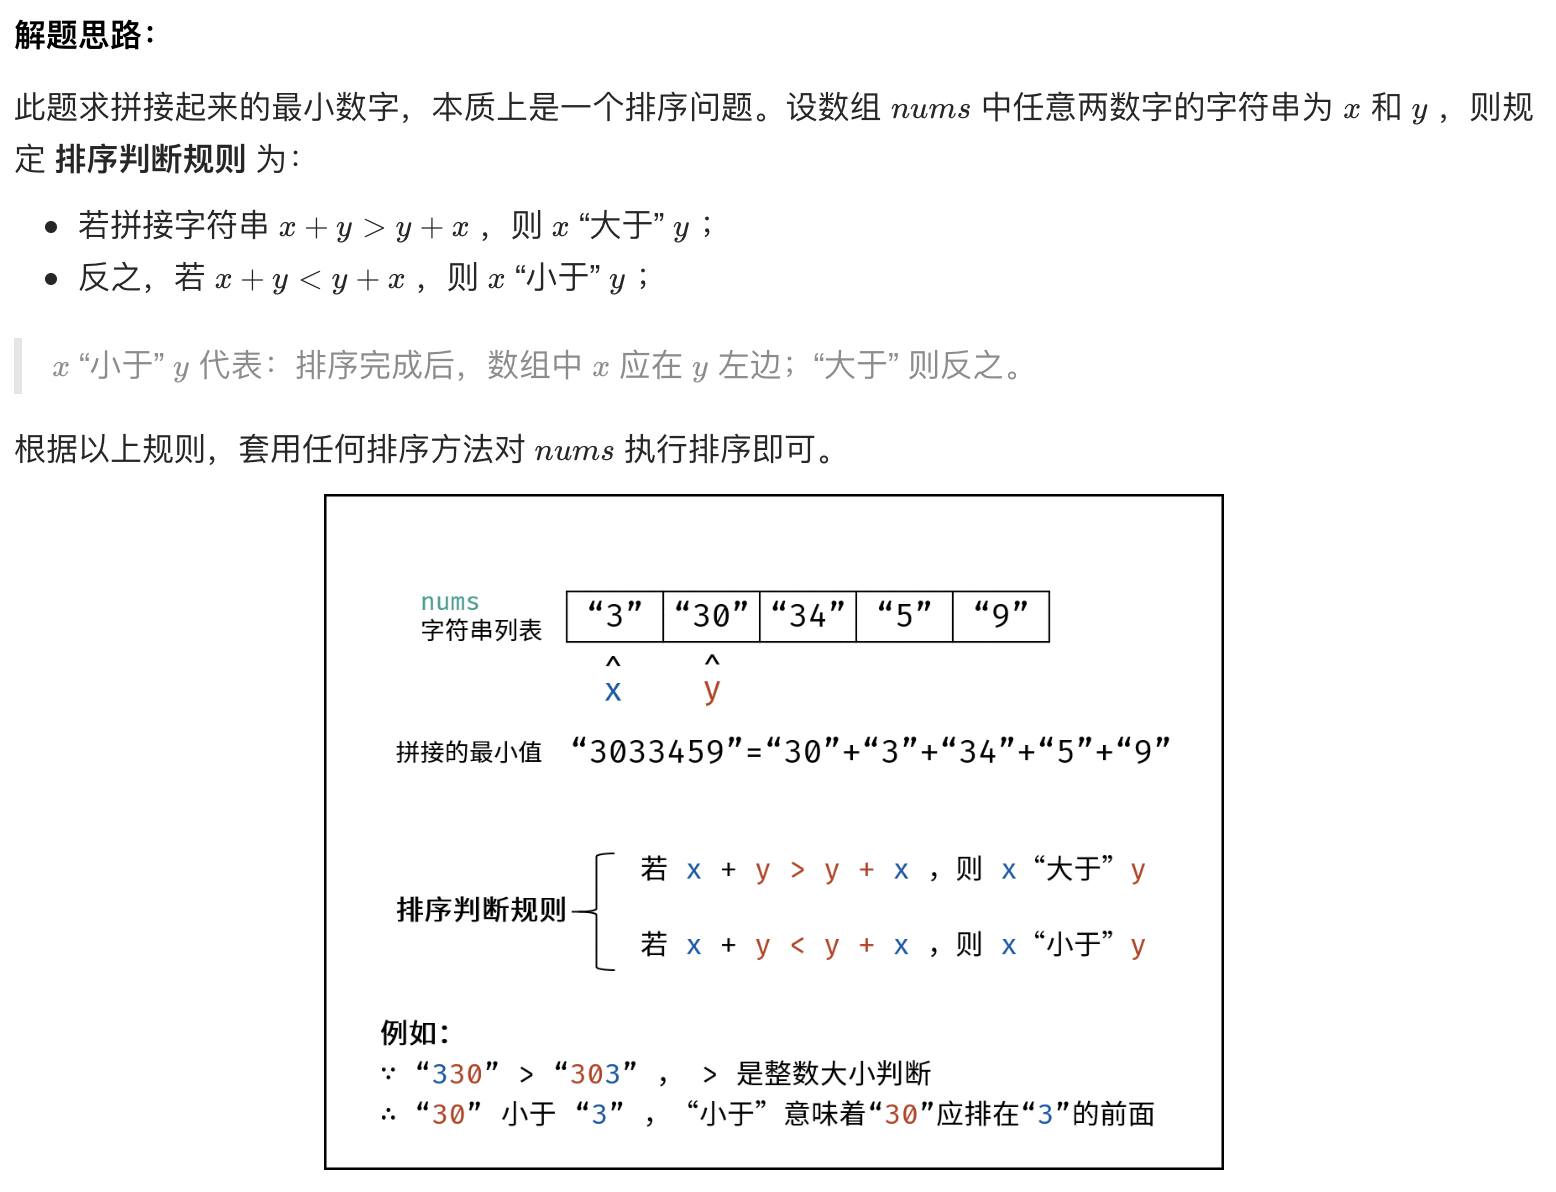 解题思路：
此题求拼接起来的最小数字，本质上是一个排序问题。设数组 nums 中任意两数字的字符串为 x 和 y ，则规
定 排序判断规则 为：
● 若拼接字符串 x + y > y + x ，则 x “大于” y ；
● 反之，若 x + y < y + x ，则 x “小于” y ；
x “小于” y 代表：排序完成后，数组中 x 应在 y 左边；“大于” 则反之。
根据以上规则，套用任何排序方法对 nums 执行排序即可。
nums
字符串列表 “3” “30” “34” “5” “9”
^ ^
x y
拼接的最小值 “3033459”=“30”+“3”+“34”+“5”+“9”
若 x + y > y + x ，则 x “大于” y
排序判断规则
若 x + y < y + x ，则 x “小于” y
例如：
∵ “330” > “303” ， > 是整数大小判断
∴ “30” 小于 “3” ，“小于” 意味着“30”应排在“3”的前面